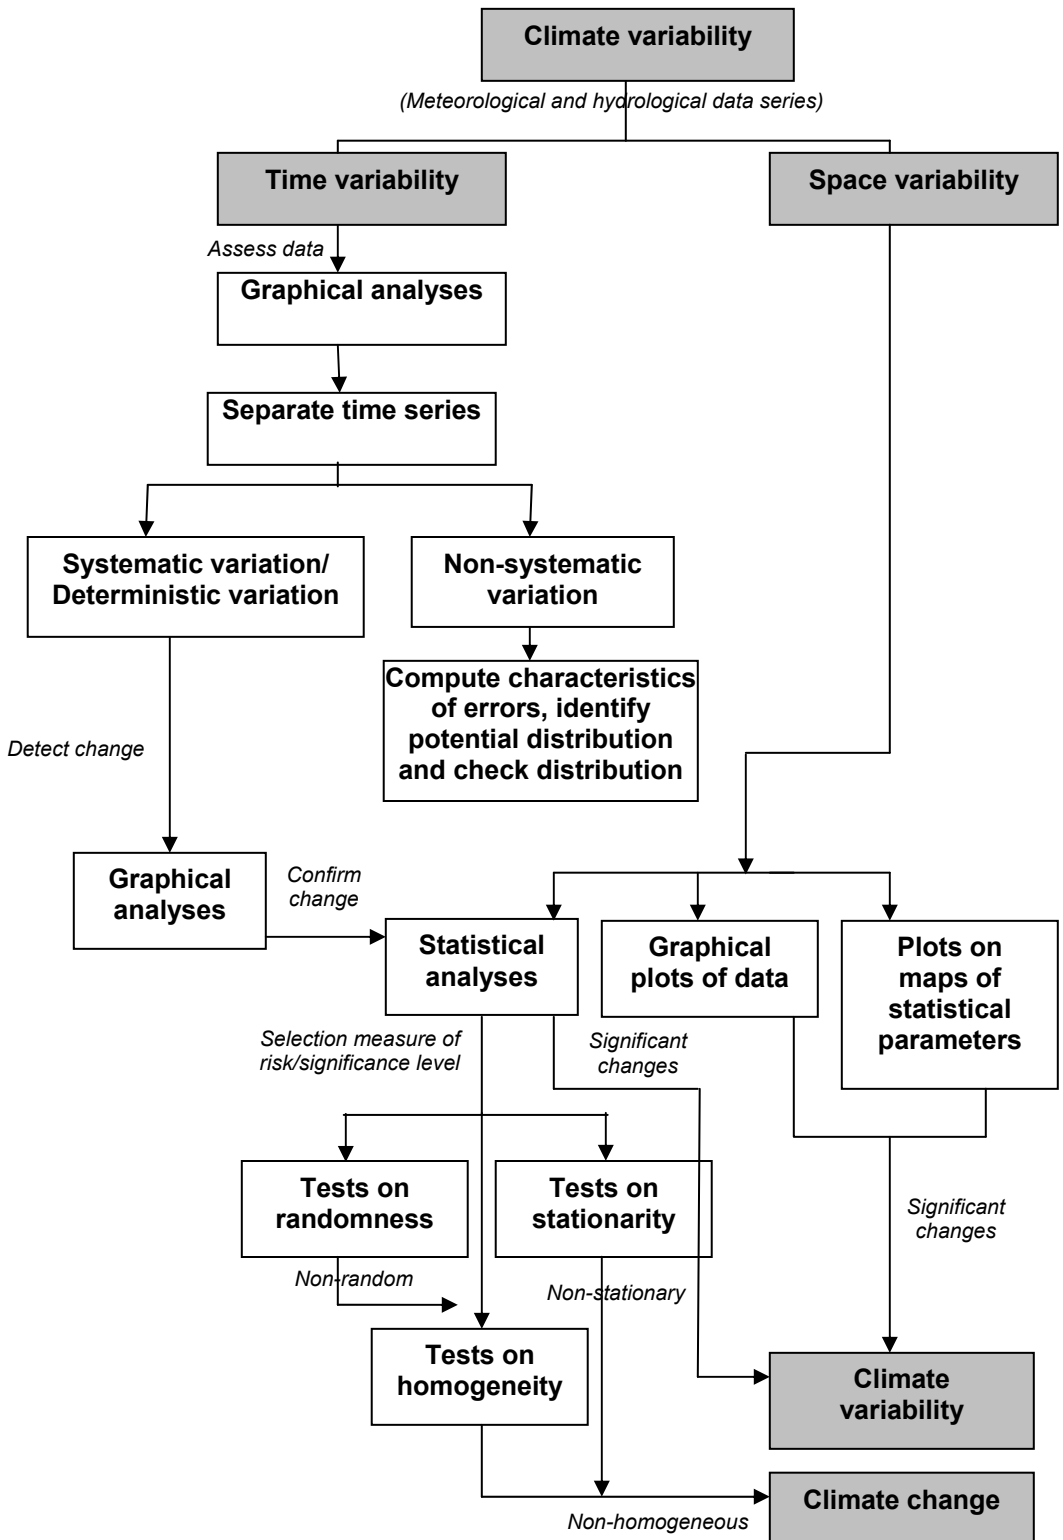 Climate variability
(Meteorological and hydrological data series)
Time variability
Space variability
Assess data
Graphical analyses
Separate time series
Systematic variation/
Deterministic variation
Non-systematic
variation
Compute characteristics
of errors, identify
potential distribution
and check distribution
Detect change
Graphical
analyses
Confirm
change
Statistical
analyses
Graphical
plots of data
Plots on
maps of
statistical
parameters
Selection measure of
risk/significance level
Significant
changes
Tests on
randomness
Tests on
stationarity
Significant
changes
Non-random
Non-stationary
Tests on
homogeneity
Climate
variability
Climate change
Non-homogeneous